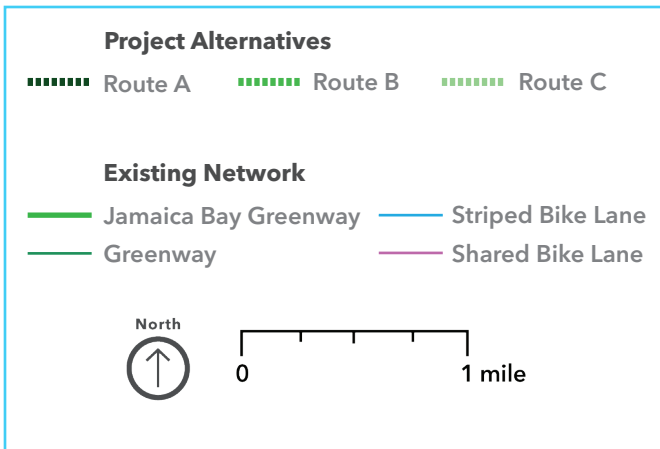 Project Alternatives
Route A Route B Route C
Existing Network
Jamaica Bay Greenway Striped Bike Lane
Greenway Shared Bike Lane
North
0 1 mile